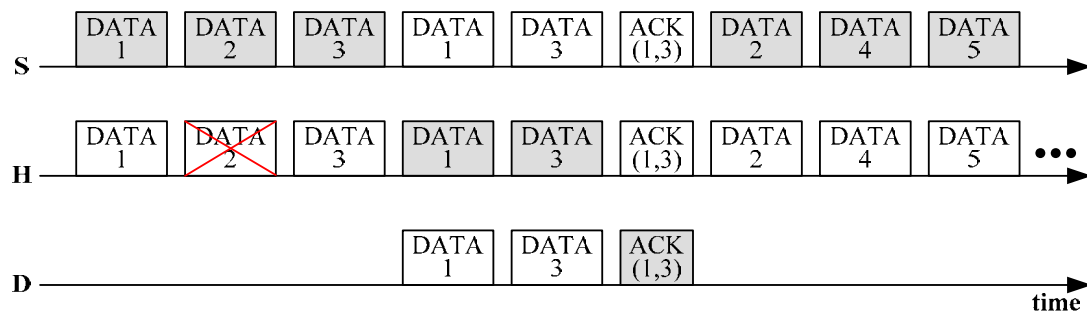 DATA 1 DATA 2 DATA 3 DATA 1 DATA 3 ACK (1,3) DATA 2 DATA 4 DATA 5
S
DATA 1 DATA 2 DATA 3 DATA 1 DATA 3 ACK (1,3) DATA 2 DATA 4 DATA 5 •••
H
DATA 1 DATA 3 ACK (1,3)
D
time